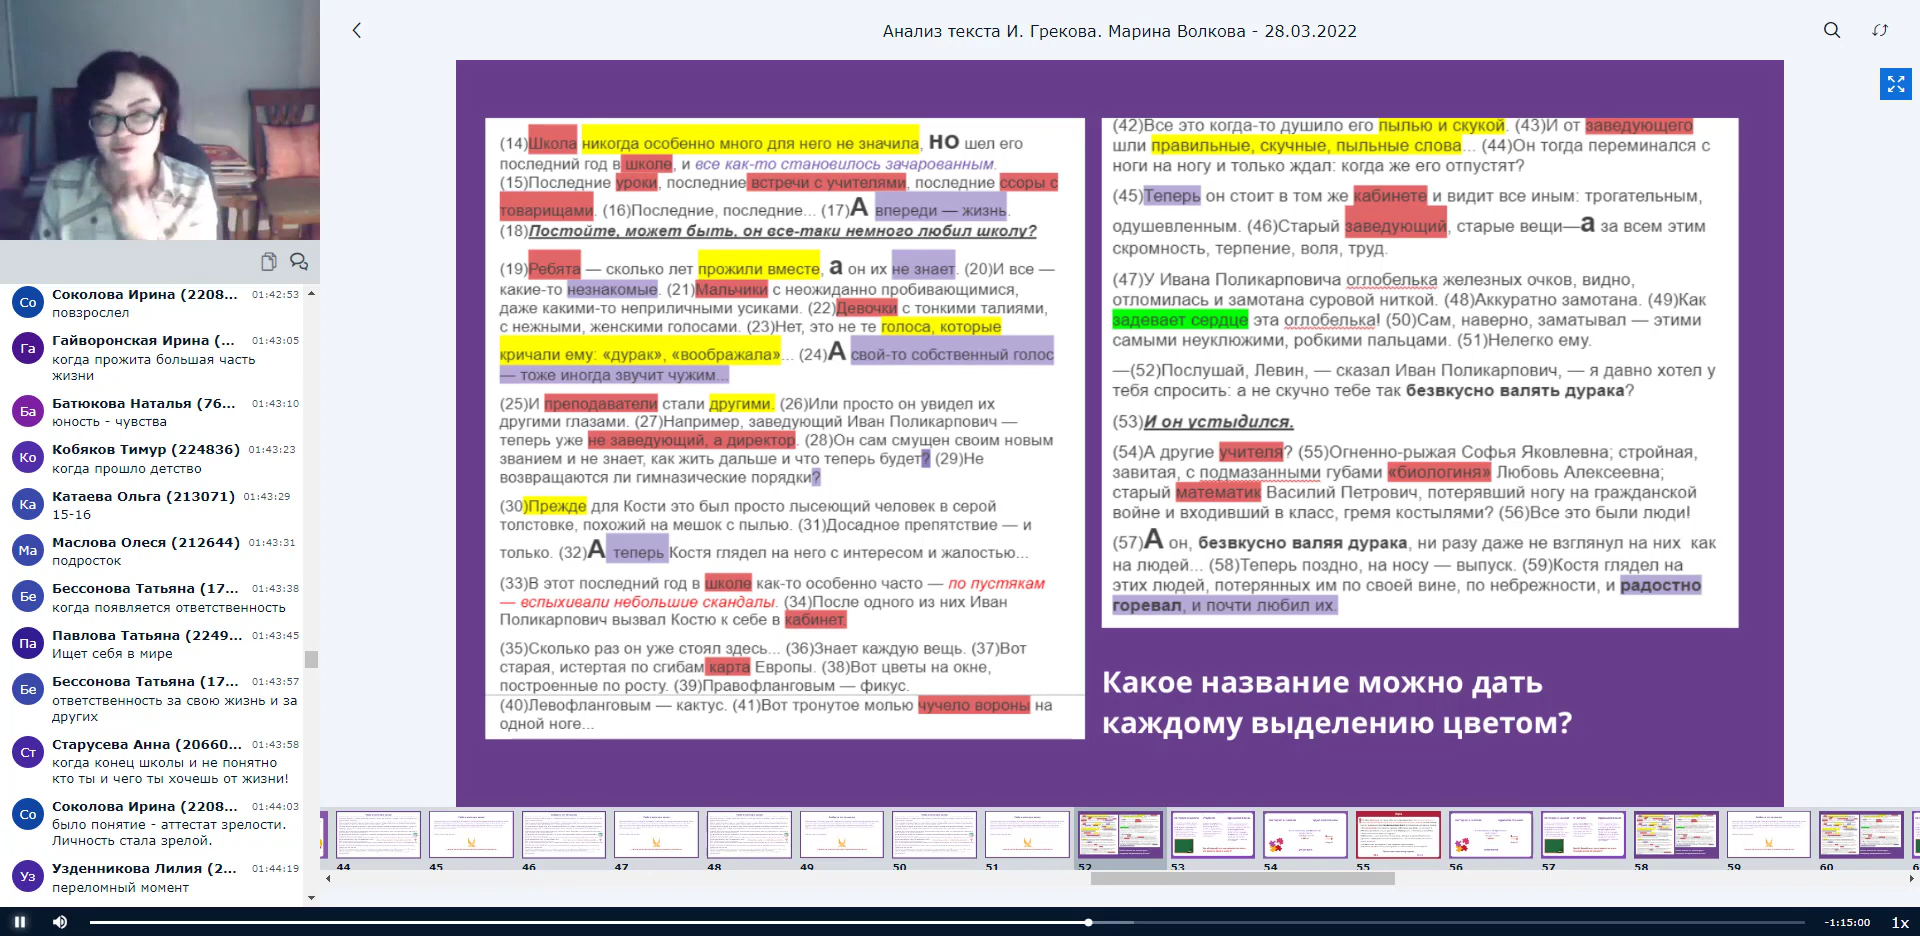 Анализ текста И. Грекова. Марина Волкова - 28.03.2022
Со
Соколова Ирина (2208... 01:42:53
повзрослел
Га
Гайворонская Ирина (... 01:43:05
когда прожита большая часть
жизни
Ба
Батюкова Наталья (76... 01:43:10
юность - чувства
Ко
Кобяков Тимур (224836) 01:43:23
когда прошло детство
Ка
Катаева Ольга (213071) 01:43:29
15-16
Ма
Маслова Олеся (212644) 01:43:31
подросток
Бе
Бессонова Татьяна (17... 01:43:38
когда появляется ответственность
Па
Павлова Татьяна (2249... 01:43:45
Ищет себя в мире
Бе
Бессонова Татьяна (17... 01:43:57
ответственность за свою жизнь и за
других
Ст
Старусева Анна (20660... 01:43:58
когда конец школы и не понятно
кто ты и чего ты хочешь от жизни!
Со
Соколова Ирина (2208... 01:44:03
было понятие - аттестат зрелости.
Личность стала зрелой.
Уз
Узденникова Лилия (2... 01:44:19
переломный момент
(14)Школа никогда особенно много для него не значила, но шел его
последний год в школе, и все как-то становилось зачарованным.
(15)Последние уроки, последние встречи с учителями, последние ссоры с
товарищами. (16)Последние, последние... (17)А впереди — жизнь.
(18)Постойте, может быть, он все-таки немного любил школу?
(19)Ребята — сколько лет прожили вместе, а он их не знает. (20)И все —
какие-то незнакомые. (21)Мальчики с неожиданно пробивающимися,
даже какими-то неприличными усиками. (22)Девочки с тонкими талиями,
с нежными, женскими голосами. (23)Нет, это не те голоса, которые
кричали ему: «дурак», «воображала»... (24)А свой-то собственный голос
— тоже иногда звучит чужим...
(25)И преподаватели стали другими. (26)Или просто он увидел их
другими глазами. (27)Например, заведующий Иван Поликарпович —
теперь уже не заведующий, а директор. (28)Он сам смущен своим новым
званием и не знает, как жить дальше и что теперь будет? (29)Не
возвращаются ли гимназические порядки?
(30)Прежде для Кости это был просто лысеющий человек в серой
толстовке, похожий на мешок с пылью. (31)Досадное препятствие — и
только. (32)А теперь Костя глядел на него с интересом и жалостью...
(33)В этот последний год в школе как-то особенно часто — по пустякам
— вспыхивали небольшие скандалы. (34)После одного из них Иван
Поликарпович вызвал Костю к себе в кабинет.
(35)Сколько раз он уже стоял здесь... (36)Знает каждую вещь. (37)Вот
старая, истертая по сгибам карта Европы. (38)Вот цветы на окне,
построенные по росту. (39)Правофланговым — фикус.
(40)Левофланговым — кактус. (41)Вот тронутое молью чучело вороны на
одной ноге...
(42)Все это когда-то душило его пылью и скукой. (43)И от заведующего
шли правильные, скучные, пыльные слова... (44)Он тогда переминался с
ноги на ногу и только ждал: когда же его отпустят?
(45)Теперь он стоит в том же кабинете и видит все иным: трогательным,
одушевленным. (46)Старый заведующий, старые вещи—а за всем этим
скромность, терпение, воля, труд.
(47)У Ивана Поликарповича оглобелька железных очков, видно,
отломилась и замотана суровой ниткой. (48)Аккуратно замотана. (49)Как
задевает сердце эта оглобелька! (50)Сам, наверно, заматывал — этими
самыми неуклюжими, робкими пальцами. (51)Нелегко ему.
—(52)Послушай, Левин, — сказал Иван Поликарпович, — я давно хотел у
тебя спросить: а не скучно тебе так безвкусно валять дурака?
(53)И он устыдился.
(54)А другие учителя? (55)Огненно-рыжая Софья Яковлевна; стройная,
завитая, с подмазанными губами «биологиня» Любовь Алексеевна;
старый математик Василий Петрович, потерявший ногу на гражданской
войне и входивший в класс, гремя костылями? (56)Все это были люди!
(57)А он, безвкусно валяя дурака, ни разу даже не взглянул на них как
на людей... (58)Теперь поздно, на носу — выпуск. (59)Костя глядел на
этих людей, потерянных им по своей вине, по небрежности, и радостно
горевал, и почти любил их.
Какое название можно дать
каждому выделению цветом?
44 45 46 47 48 49 50 51 52 53 54 55 56 57 58 59 60
-1:15:00 1x